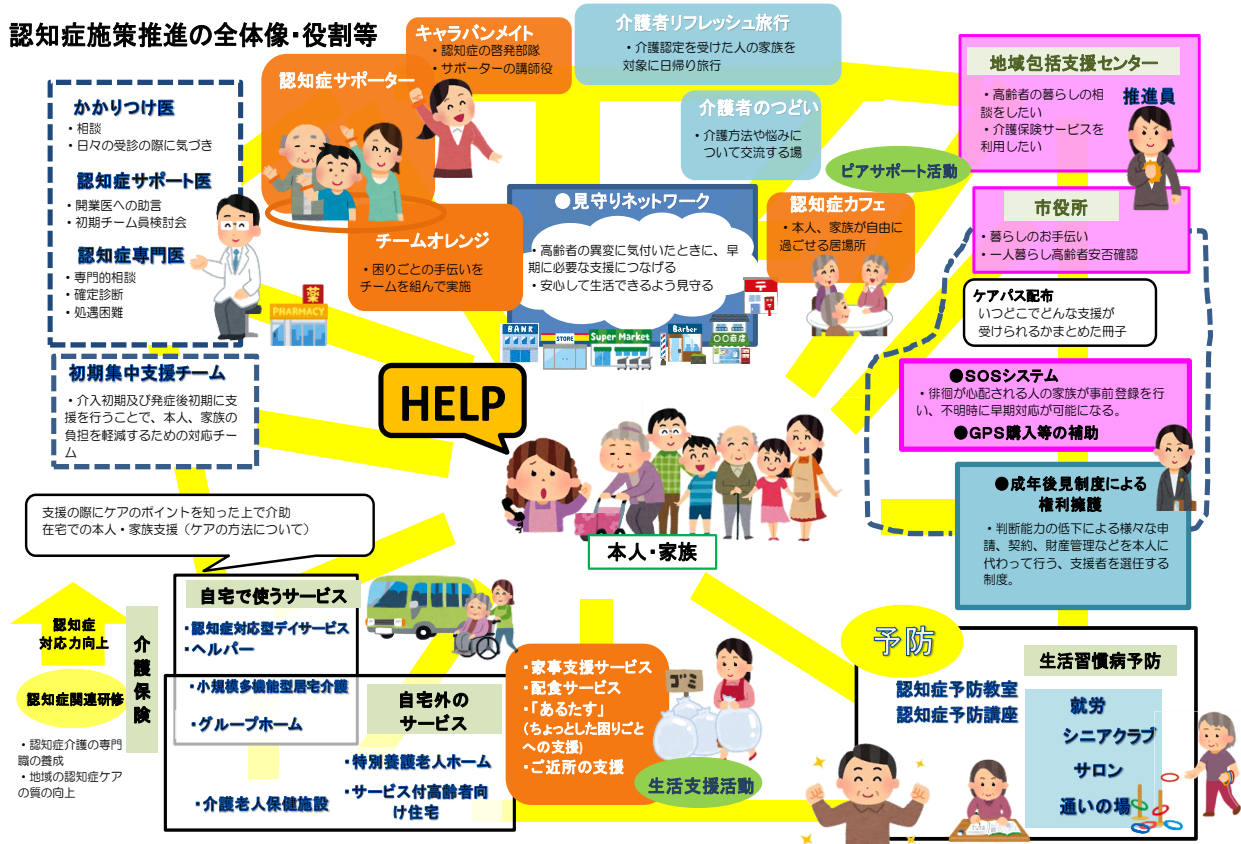 認知症施策推進の全体像・役割等
キャラバンメイト
・認知症の啓発部隊
・サポーターの講師役
介護者リフレッシュ旅行
・介護認定を受けた人の家族を
対象に日帰り旅行
認知症サポーター
地域包括支援センター
・高齢者の暮らしの相
談をしたい
・介護保険サービスを
利用したい
推進員
かかりつけ医
・相談
・日々の受診の際に気づき
認知症サポート医
・開業医への助言
・初期チーム員検討会
認知症専門医
・専門的相談
・確定診断
・処遇困難
介護者のつどい
・介護方法や悩みに
ついて交流する場
ピアサポート活動
●見守りネットワーク
・高齢者の異変に気付いたときに、早
期に必要な支援につなげる
・安心して生活できるよう見守る
認知症カフェ
・本人、家族が自由に
過ごせる居場所
市役所
・暮らしのお手伝い
・一人暮らし高齢者安否確認
チームオレンジ
・困りごとの手伝いを
チームを組んで実施
薬
PHARMACY
BANK
STORE
Super Market
Barber
〇〇商店
〒
ケアパス配布
いつどこでどんな支援が
受けられるかまとめた冊子
初期集中支援チーム
・介入初期及び発症後初期に支
援を行うことで、本人、家族の
負担を軽減するための対応チー
ム
HELP
●SOSシステム
・徘徊が心配される人の家族が事前登録を行
い、不明時に早期対応が可能になる。
●GPS購入等の補助
●成年後見制度による
権利擁護
・判断能力の低下による様々な申
請、契約、財産管理などを本人に
代わって行う、支援者を選任する
制度。
支援の際にケアのポイントを知った上で介助
在宅での本人・家族支援（ケアの方法について）
本人・家族
認知症
対応力向上
認知症関連研修
・認知症介護の専門
職の養成
・地域の認知症ケア
の質の向上
介護保険
自宅で使うサービス
・認知症対応型デイサービス
・ヘルパー
・小規模多機能型居宅介護
・グループホーム
自宅外の
サービス
・特別養護老人ホーム
・介護老人保健施設
・サービス付高齢者向
け住宅
・家事支援サービス
・配食サービス
・「あるたす」
(ちょっとした困りごと
への支援)
・ご近所の支援
ゴミ
生活支援活動
予防
認知症予防教室
認知症予防講座
生活習慣病予防
就労
シニアクラブ
サロン
通いの場